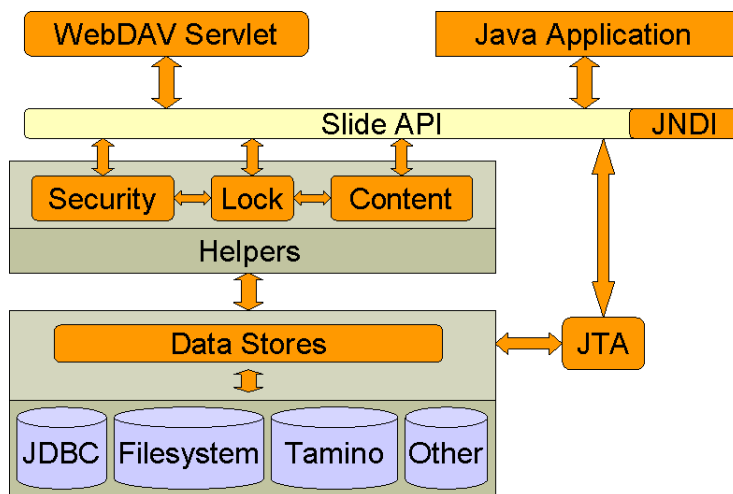 WebDAV Servlet
Java Application
Slide API
JNDI
Security
Lock
Content
Helpers
Data Stores
JTA
JDBC
Filesystem
Tamino
Other